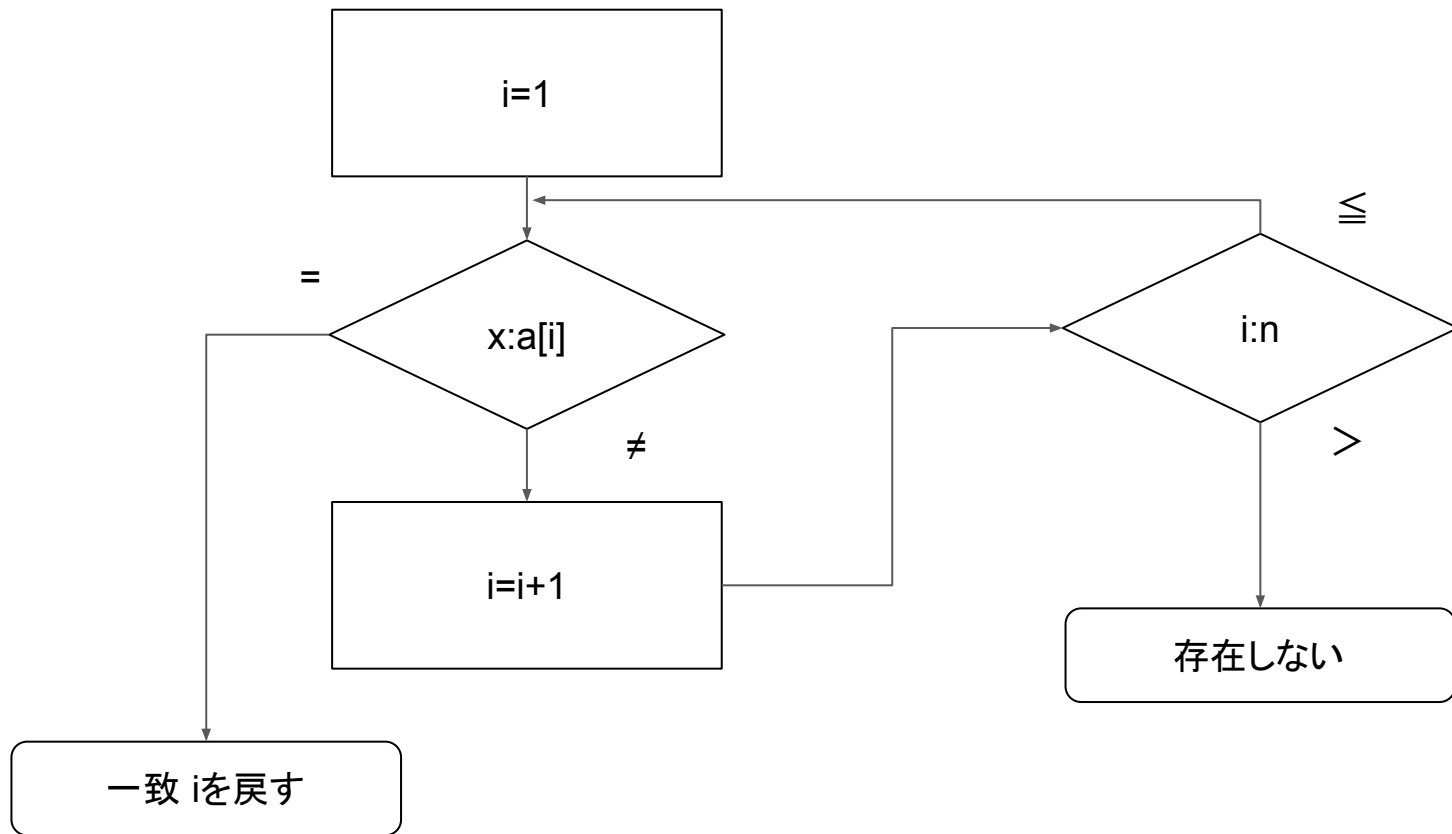 i=1
≦
=
x:a[i]
i:n
≠
＞
i=i+1
存在しない
一致 iを戻す